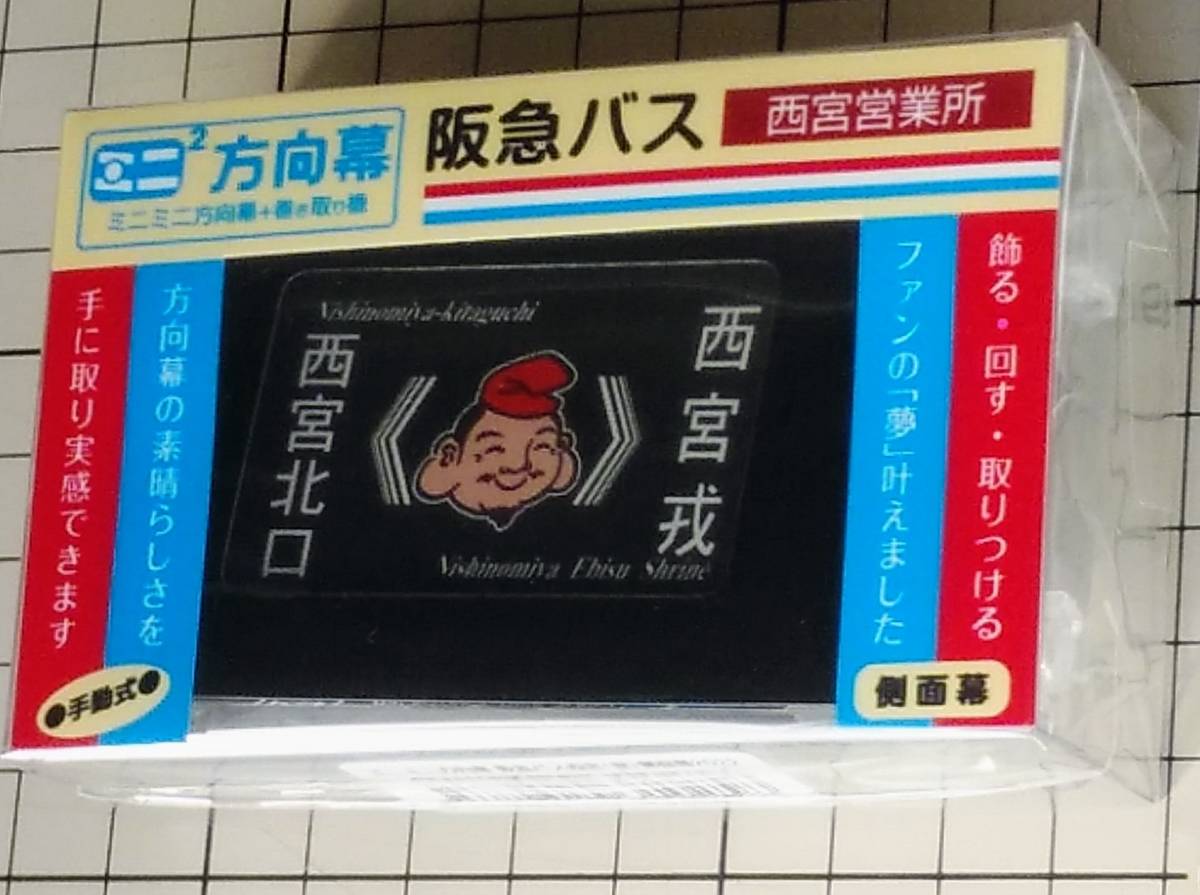 ミニ2方向幕
ミニミニ方向幕+巻き取り機
阪急バス
西宮営業所
飾る・回す・取りつける
ファンの「夢」叶えました
Nishinomiya-kitaguchi
西宮北口
西宮戎
Nishinomiya Ebisu Shrine
方向幕の素晴らしさを
手に取り実感できます
●手動式●
側面幕